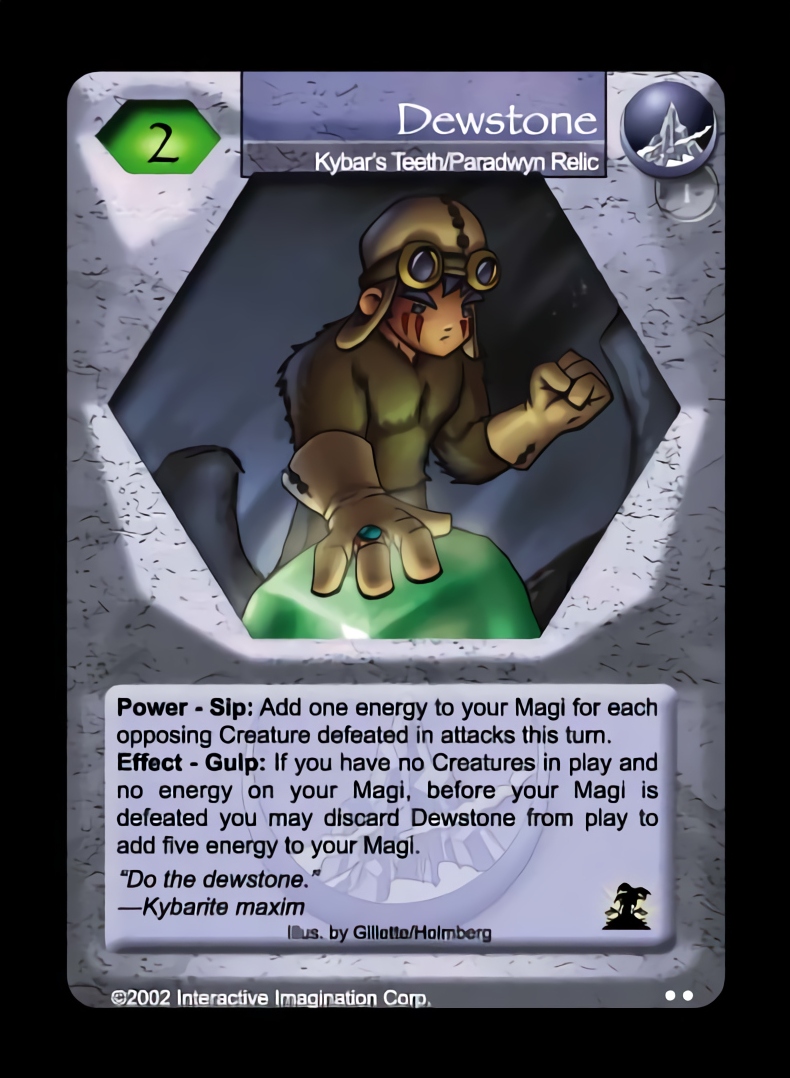 2
Dewstone
Kybar's Teeth/Paradwyn Relic
Power - Sip: Add one energy to your Magi for each
opposing Creature defeated in attacks this turn.
Effect - Gulp: If you have no Creatures in play and
no energy on your Magi, before your Magi is
defeated you may discard Dewstone from play to
add five energy to your Magi.
"Do the dewstone."
—Kybarite maxim
Illus. by Gillotte/Holmberg
©2002 Interactive Imagination Corp.